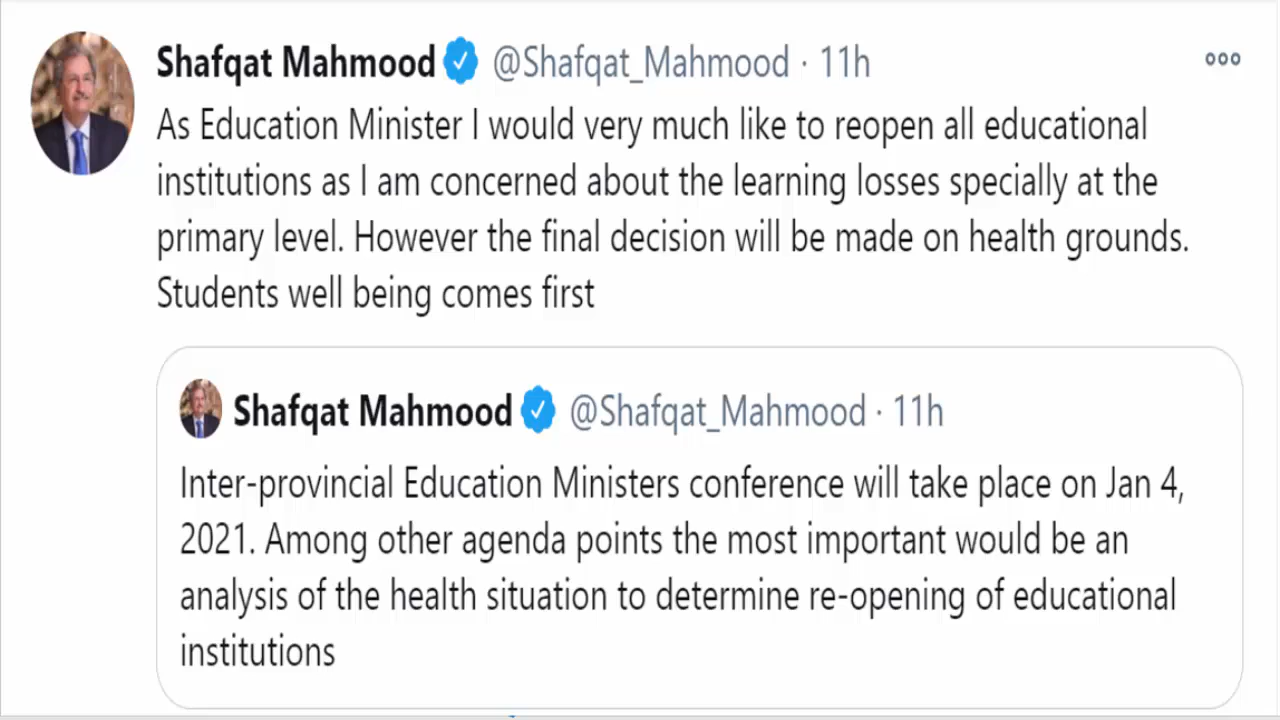 Shafqat Mahmood @Shafqat_Mahmood · 11h
As Education Minister I would very much like to reopen all educational
institutions as I am concerned about the learning losses specially at the
primary level. However the final decision will be made on health grounds.
Students well being comes first
Shafqat Mahmood @Shafqat_Mahmood · 11h
Inter-provincial Education Ministers conference will take place on Jan 4,
2021. Among other agenda points the most important would be an
analysis of the health situation to determine re-opening of educational
institutions